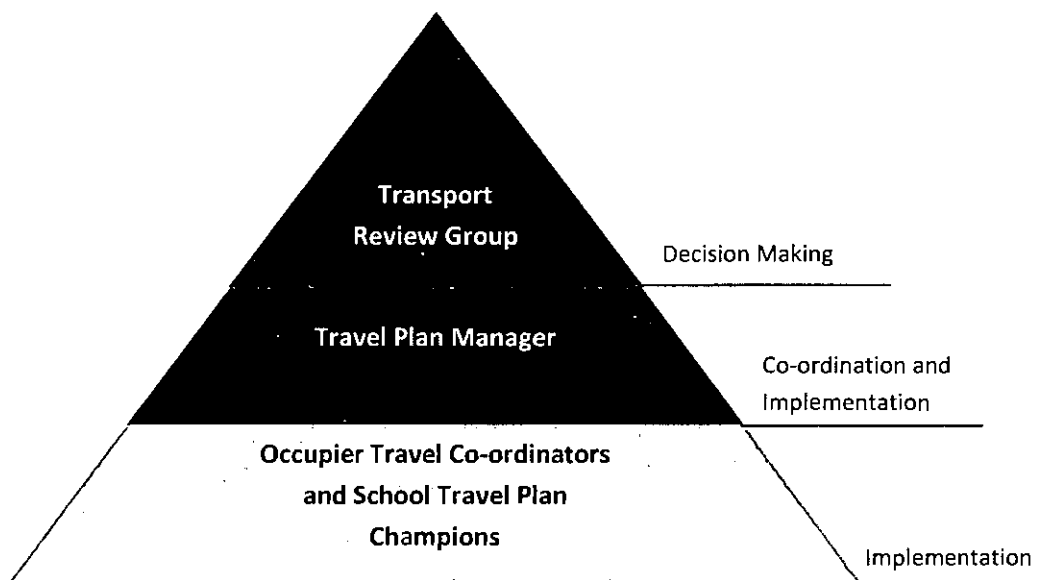 Transport
Review Group
Decision Making
Travel Plan Manager
Co-ordination and
Implementation
Occupier Travel Co-ordinators
and School Travel Plan
Champions
Implementation